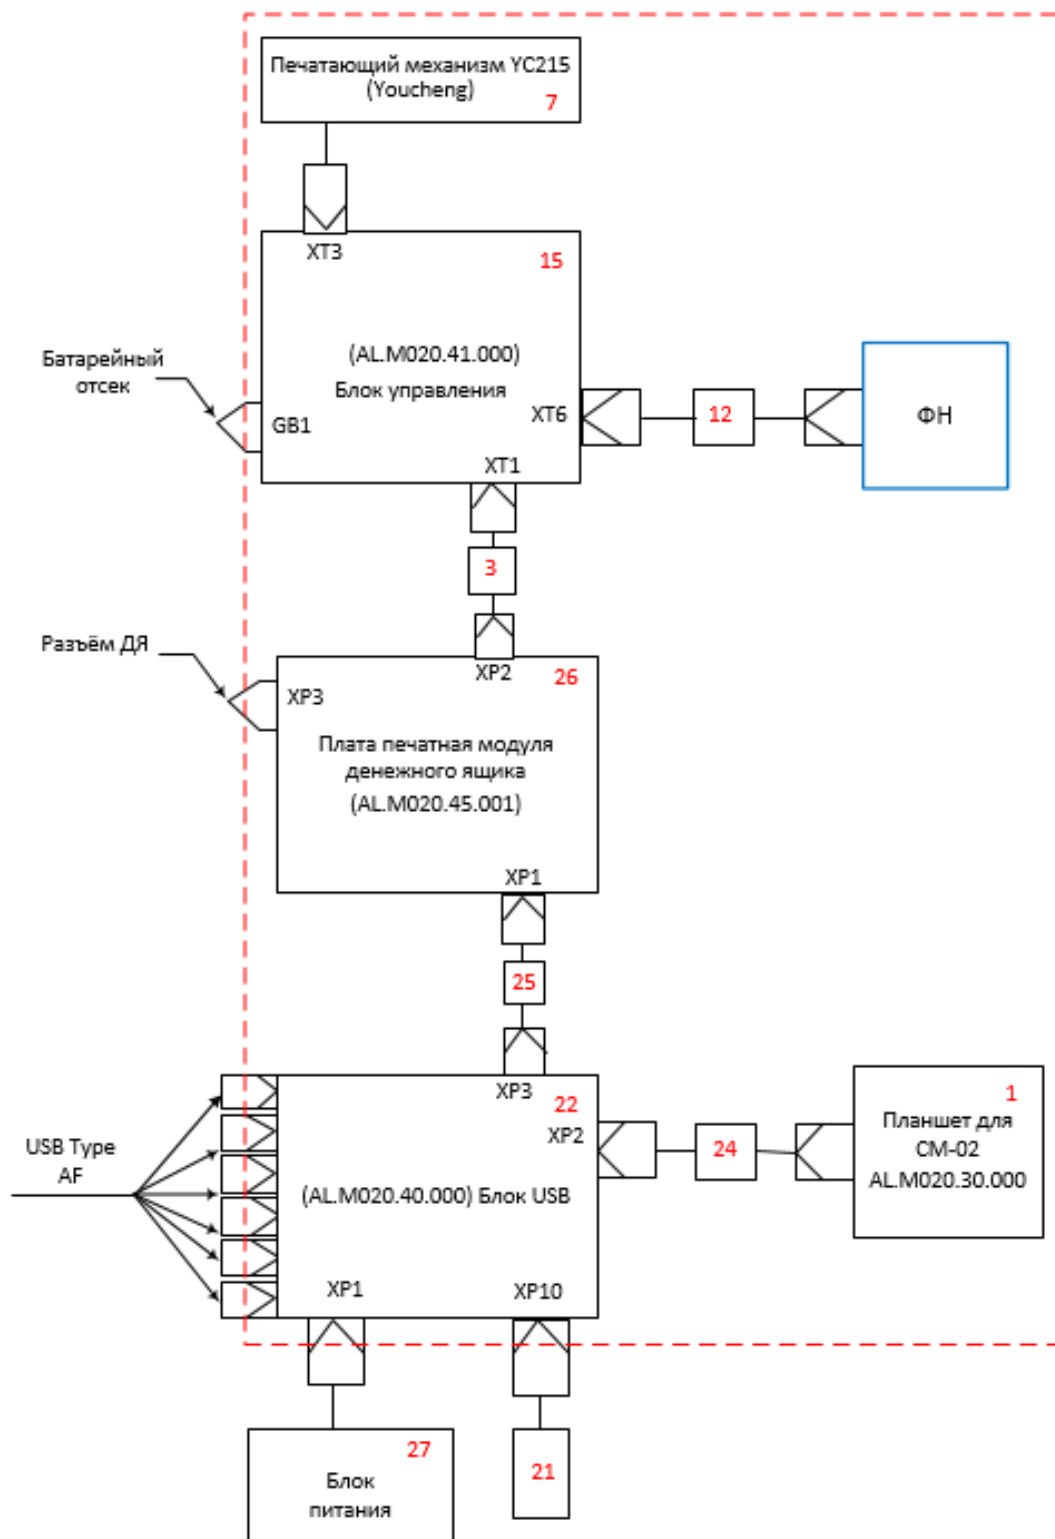 Печатающий механизм YC215
(Youcheng)
7
XT3
15
(AL.M020.41.000)
Блок управления
Батарейный
отсек
GB1
XT6
12
ФН
XT1
3
Разъём ДЯ
XP2
26
XP3
Плата печатная модуля
денежного ящика
(AL.M020.45.001)
XP1
25
XP3
22
XP2
24
1
Планшет для
СМ-02
AL.M020.30.000
USB Type
AF
(AL.M020.40.000) Блок USB
XP1
XP10
27
Блок
питания
21